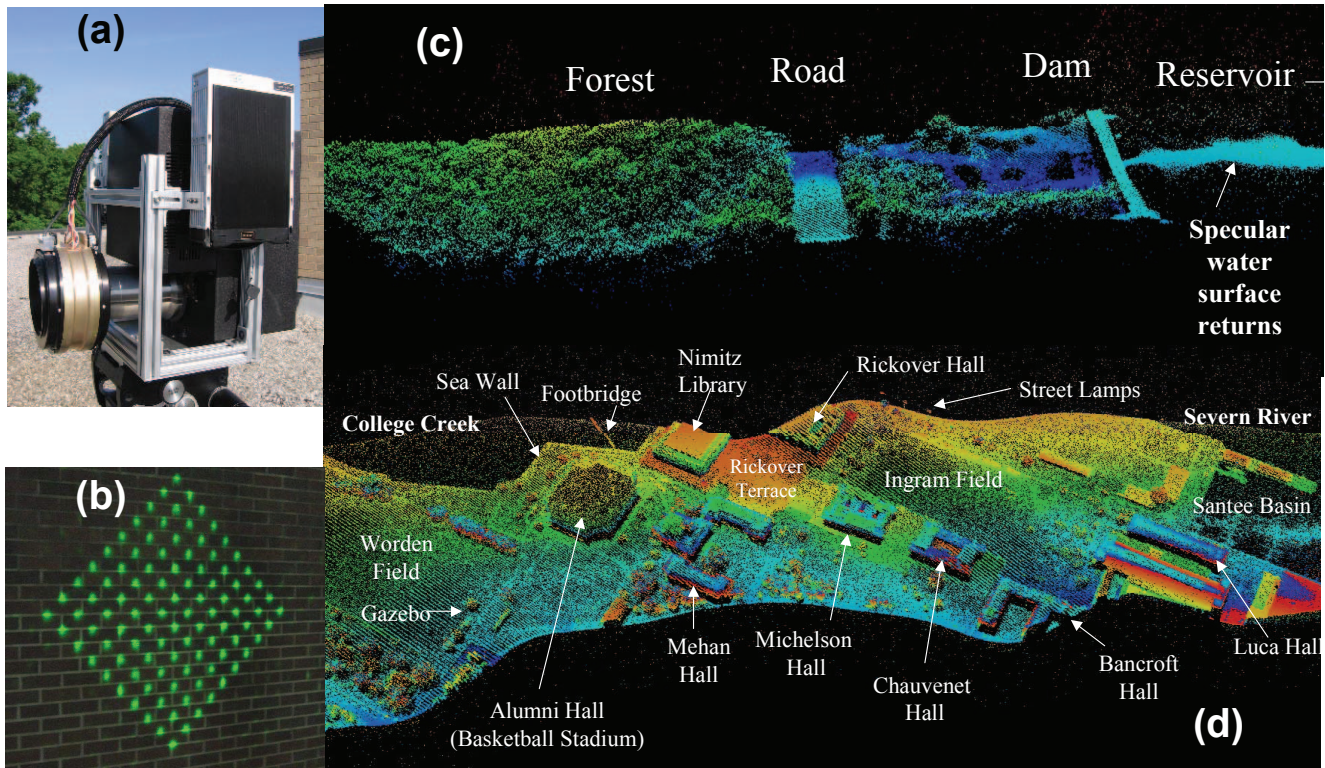 (a)
(c)
Forest
Road
Dam
Reservoir
Specular
water
surface
returns
(b)
College Creek
Sea Wall
Footbridge
Nimitz
Library
Rickover Hall
Street Lamps
Severn River
Rickover
Terrace
Ingram Field
Santee Basin
Worden
Field
Gazebo
Mehan
Hall
Michelson
Hall
Chauvenet
Hall
Bancroft
Hall
Luca Hall
Alumni Hall
(Basketball Stadium)
(d)